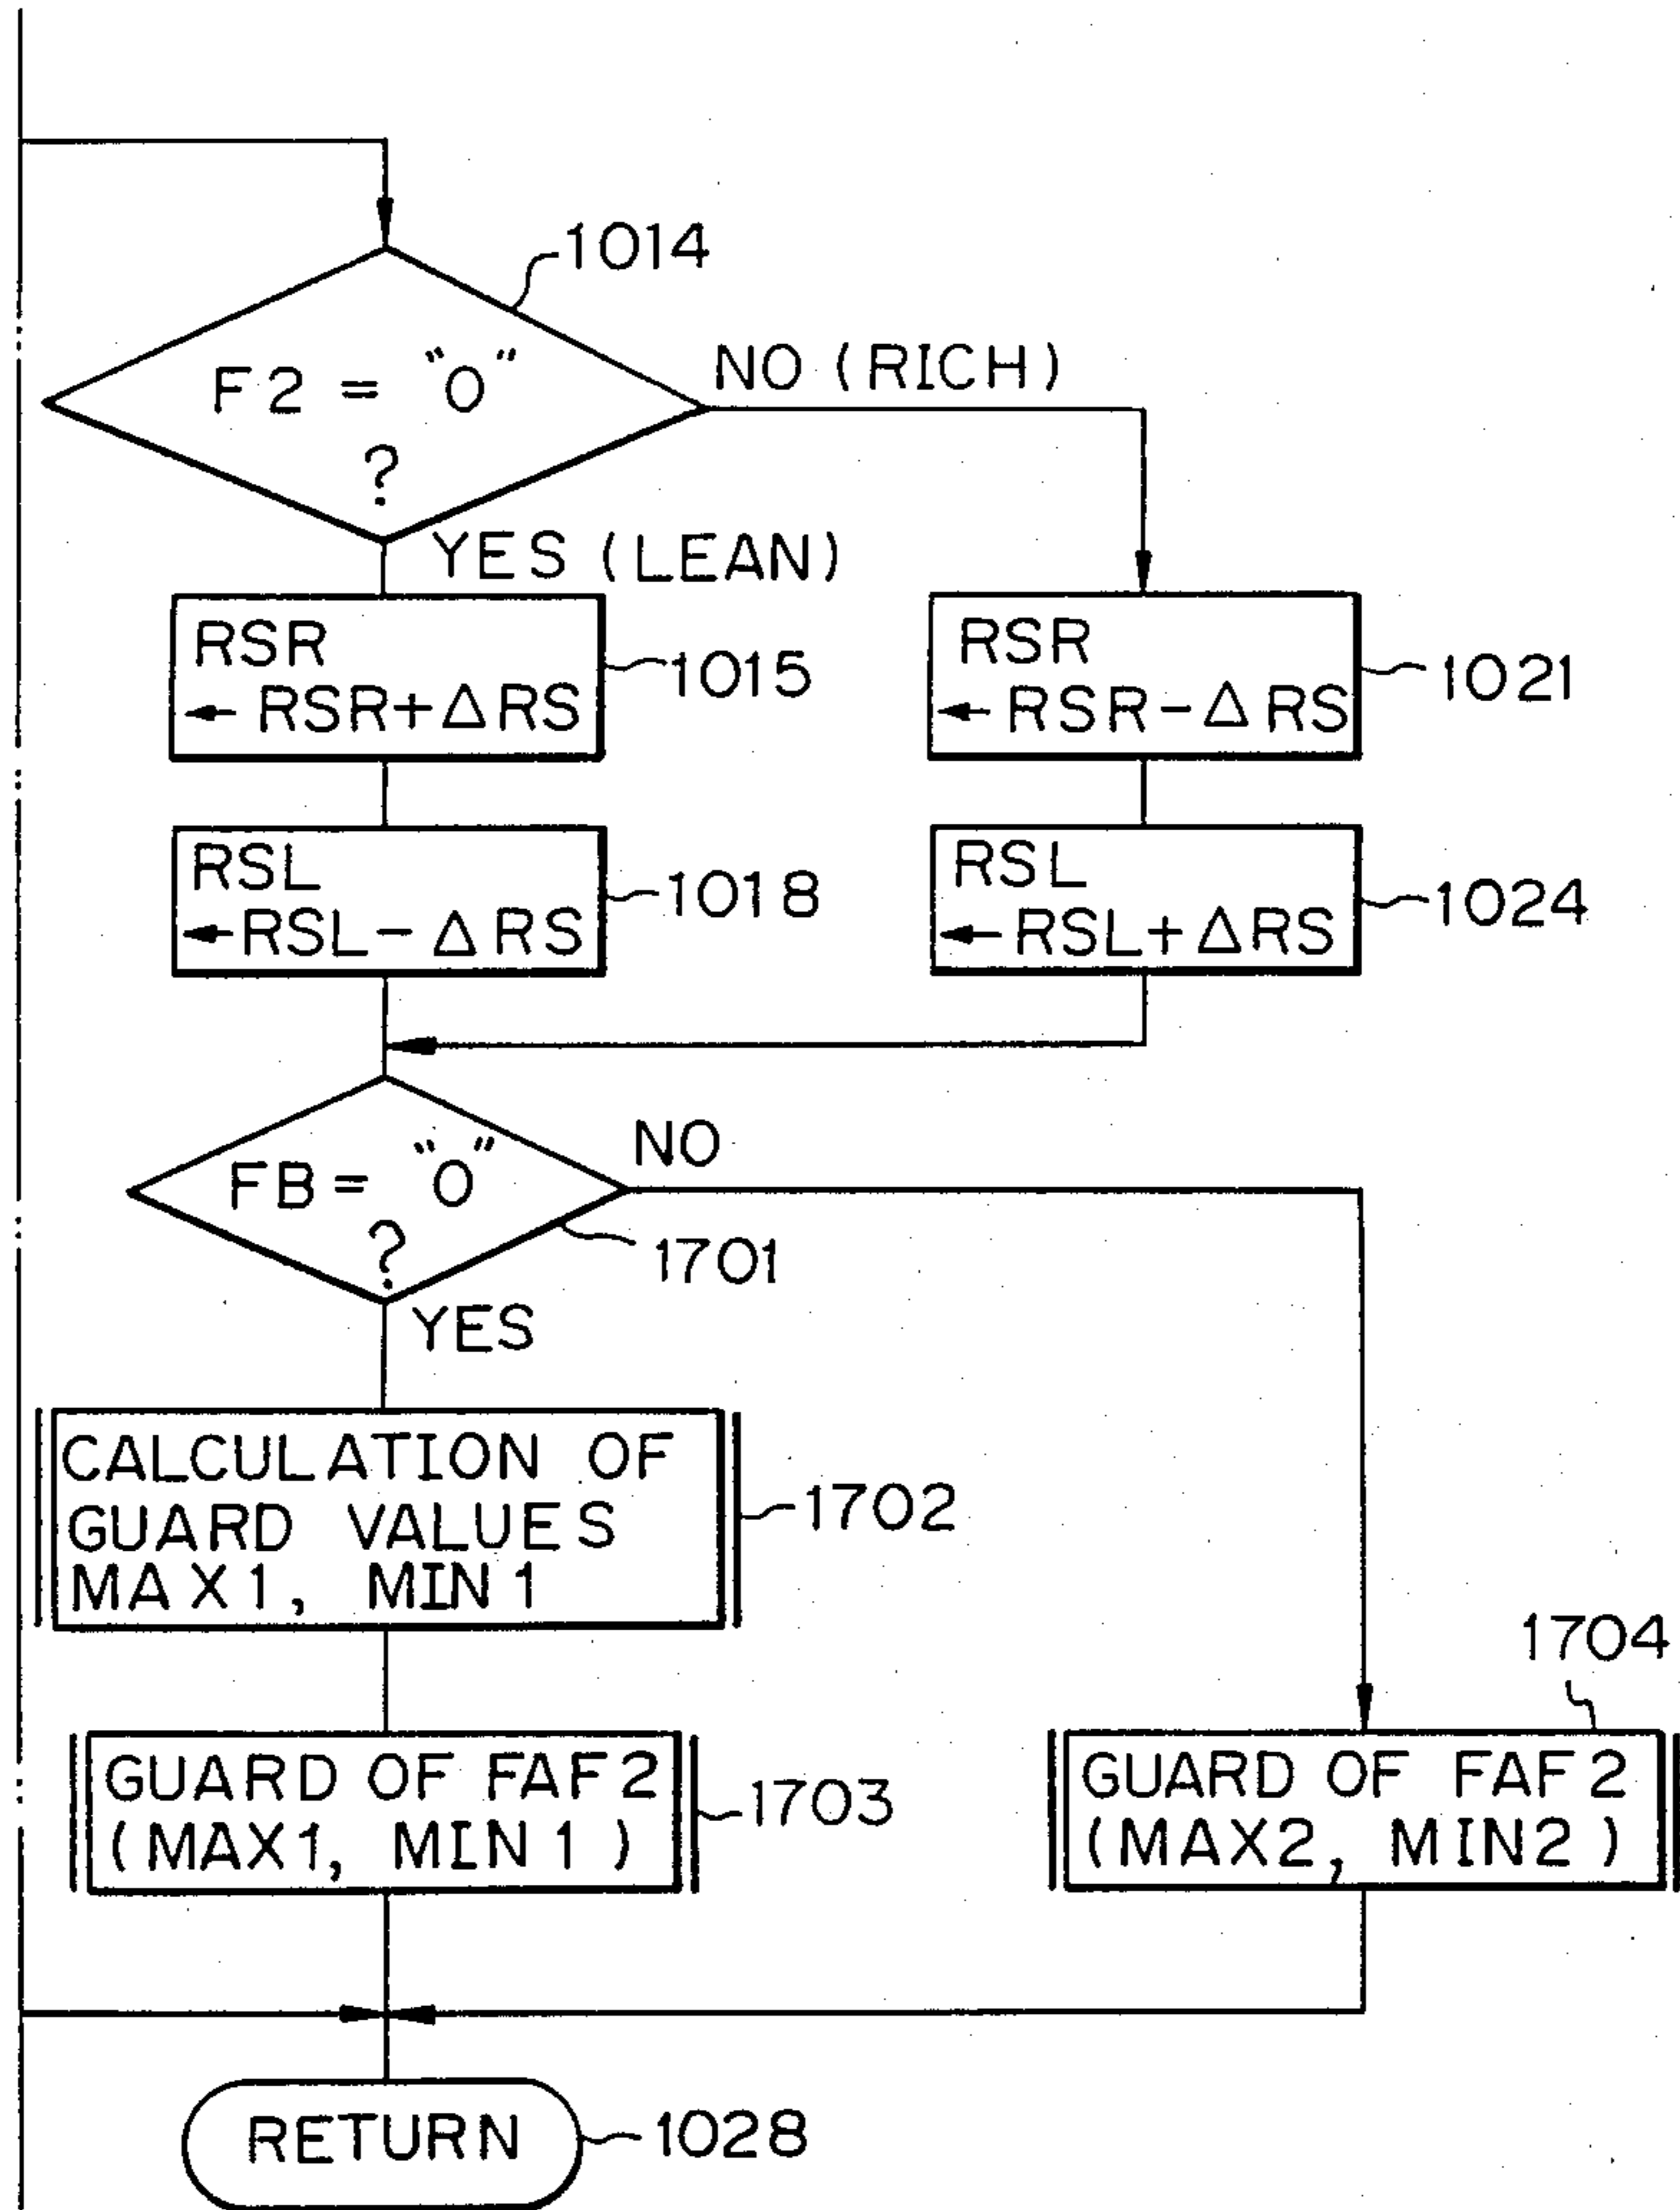 1014
F2 = "0"
?
NO (RICH)
YES (LEAN)
RSR
← RSR+ΔRS
1015
RSR
← RSR-ΔRS
1021
RSL
←RSL-ΔRS
1018
RSL
← RSL+ΔRS
1024
FB = "0"
?
NO
1701
YES
CALCULATION OF
GUARD VALUES
MAX1, MIN1
1702
1704
GUARD OF FAF2
(MAX1, MIN1)
1703
GUARD OF FAF2
(MAX2, MIN2)
RETURN
1028